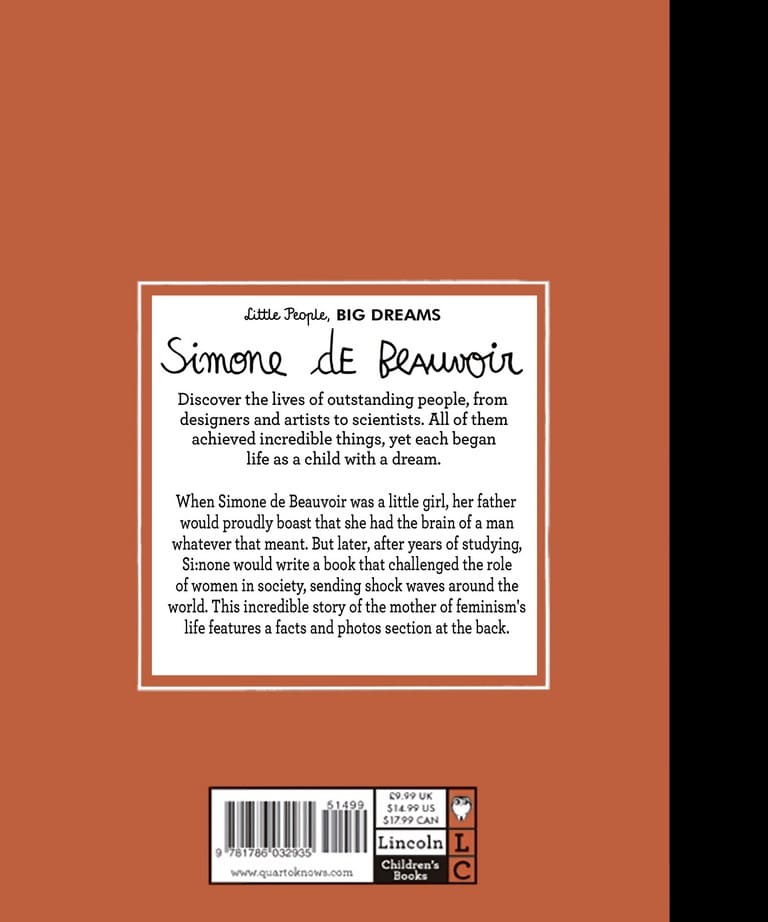 Little People, BIG DREAMS
Simone de Beauvoir
Discover the lives of outstanding people, from
designers and artists to scientists. All of them
achieved incredible things, yet each began
life as a child with a dream.
When Simone de Beauvoir was a little girl, her father
would proudly boast that she had the brain of a man
whatever that meant. But later, after years of studying,
Si:none would write a book that challenged the role
of women in society, sending shock waves around the
world. This incredible story of the mother of feminism's
life features a facts and photos section at the back.
51499
9 781786 032935
www.quartoknows.com
£9.99 UK
$14.99 US
$17.99 CAN
Lincoln
Children's
Books
L
C